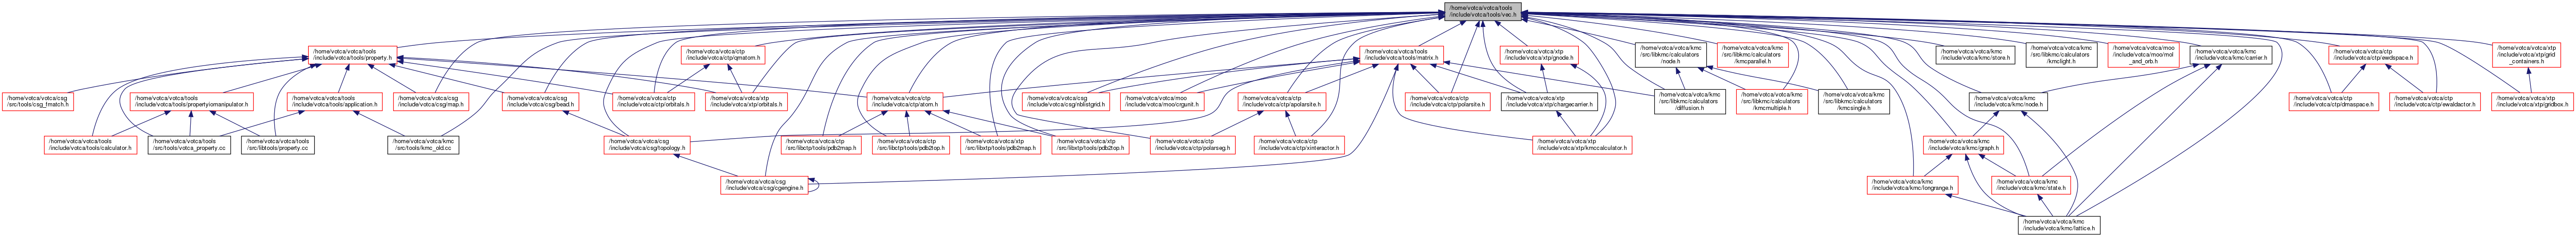 /home/votca/votca/tools
/include/votca/tools/vec.h
/home/votca/votca/tools
/include/votca/tools/property.h
/home/votca/votca/ctp
/include/votca/ctp/qmatom.h
/home/votca/votca/tools
/include/votca/tools/matrix.h
/home/votca/votca/xtp
/include/votca/xtp/gnode.h
/home/votca/votca/kmc
/src/libkmc/calculators
/node.h
/home/votca/votca/kmc
/src/libkmc/calculators
/kmcparallel.h
/home/votca/votca/kmc
/include/votca/kmc/store.h
/home/votca/votca/kmc
/src/libkmc/calculators
/kmclight.h
/home/votca/votca/moo
/include/votca/moo/mol
_and_orb.h
/home/votca/votca/kmc
/include/votca/kmc/carrier.h
/home/votca/votca/ctp
/include/votca/ctp/ewdspace.h
/home/votca/votca/xtp
/include/votca/xtp/grid
_containers.h
/home/votca/votca/csg
/src/tools/csg_fmatch.h
/home/votca/votca/tools
/include/votca/tools/propertyiomanipulator.h
/home/votca/votca/tools
/include/votca/tools/application.h
/home/votca/votca/csg
/include/votca/csg/map.h
/home/votca/votca/csg
/include/votca/csg/bead.h
/home/votca/votca/ctp
/include/votca/ctp/orbitals.h
/home/votca/votca/xtp
/include/votca/xtp/orbitals.h
/home/votca/votca/ctp
/include/votca/ctp/atom.h
/home/votca/votca/csg
/include/votca/csg/nblistgrid.h
/home/votca/votca/moo
/include/votca/moo/crgunit.h
/home/votca/votca/ctp
/include/votca/ctp/apolarsite.h
/home/votca/votca/ctp
/include/votca/ctp/polarsite.h
/home/votca/votca/xtp
/include/votca/xtp/chargecarrier.h
/home/votca/votca/kmc
/src/libkmc/calculators
/diffusion.h
/home/votca/votca/kmc
/src/libkmc/calculators
/kmcmultiple.h
/home/votca/votca/kmc
/src/libkmc/calculators
/kmcsingle.h
/home/votca/votca/kmc
/include/votca/kmc/node.h
/home/votca/votca/ctp
/include/votca/ctp/dmaspace.h
/home/votca/votca/ctp
/include/votca/ctp/ewaldactor.h
/home/votca/votca/xtp
/include/votca/xtp/gridbox.h
/home/votca/votca/tools
/include/votca/tools/calculator.h
/home/votca/votca/tools
/src/tools/votca_property.cc
/home/votca/votca/tools
/src/libtools/property.cc
/home/votca/votca/kmc
/src/tools/kmc_old.cc
/home/votca/votca/csg
/include/votca/csg/topology.h
/home/votca/votca/ctp
/src/libctp/tools/pdb2map.h
/home/votca/votca/ctp
/src/libctp/tools/pdb2top.h
/home/votca/votca/xtp
/src/libxtp/tools/pdb2map.h
/home/votca/votca/xtp
/src/libxtp/tools/pdb2top.h
/home/votca/votca/ctp
/include/votca/ctp/polarseg.h
/home/votca/votca/ctp
/include/votca/ctp/xinteractor.h
/home/votca/votca/xtp
/include/votca/xtp/kmccalculator.h
/home/votca/votca/kmc
/include/votca/kmc/graph.h
/home/votca/votca/csg
/include/votca/csg/cgengine.h
/home/votca/votca/kmc
/include/votca/kmc/longrange.h
/home/votca/votca/kmc
/include/votca/kmc/state.h
/home/votca/votca/kmc
/include/votca/kmc/lattice.h